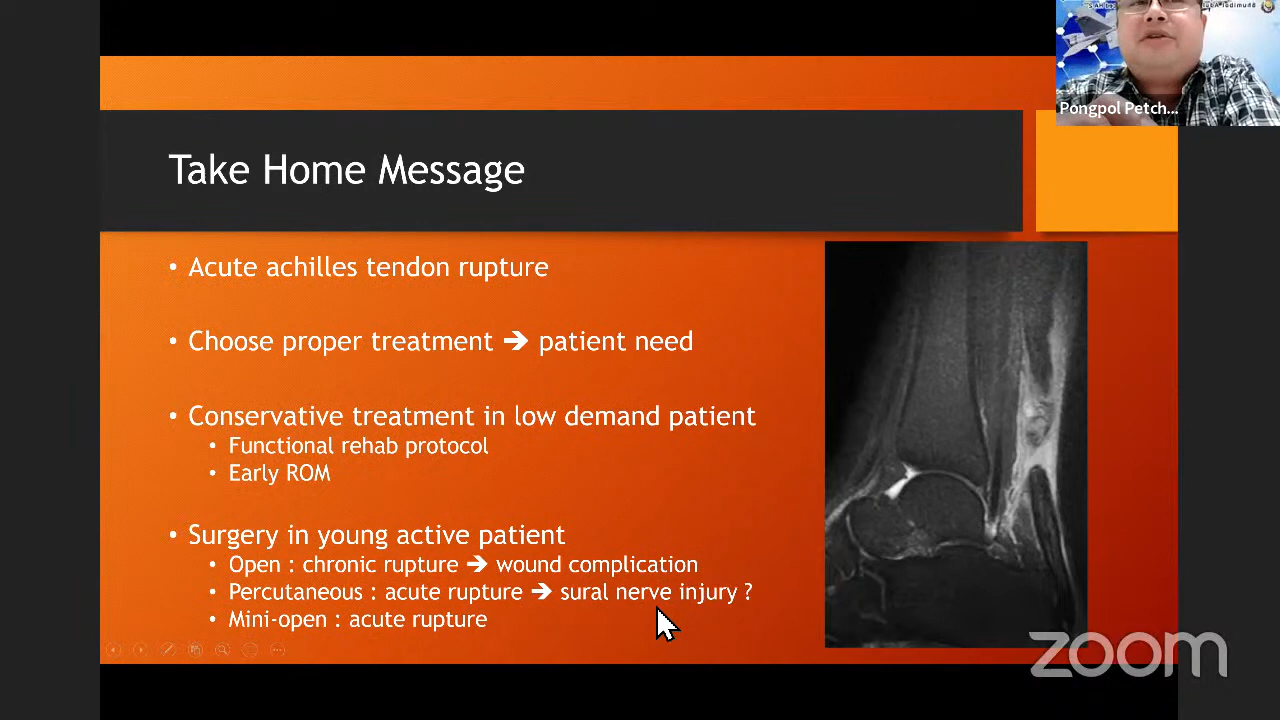 Pongpol Petch...
Take Home Message
• Acute achilles tendon rupture
• Choose proper treatment ➔ patient need
• Conservative treatment in low demand patient
• Functional rehab protocol
• Early ROM
• Surgery in young active patient
• Open : chronic rupture ➔ wound complication
• Percutaneous : acute rupture ➔ sural nerve injury ?
• Mini-open : acute rupture
zoom